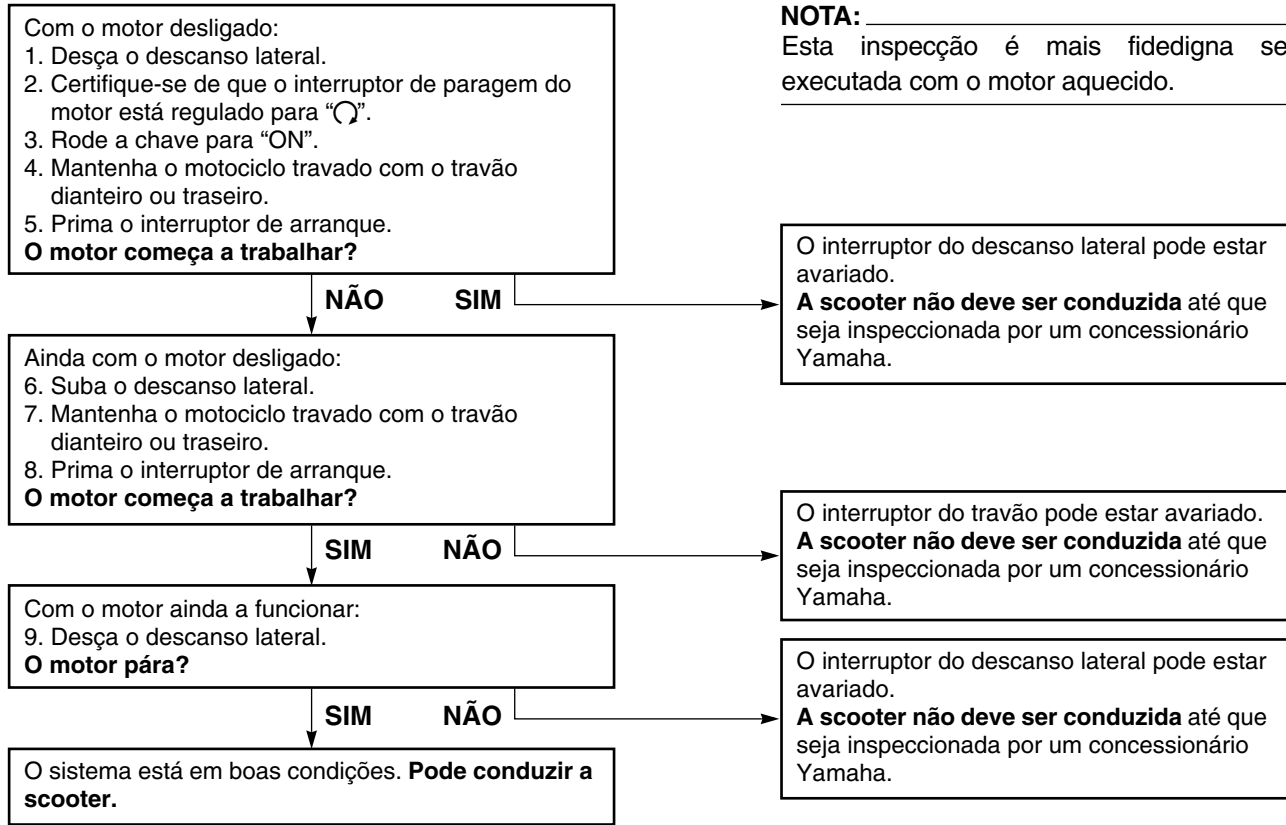 Com o motor desligado:
1. Desça o descanso lateral.
2. Certifique-se de que o interruptor de paragem do
motor está regulado para “ ”.
3. Rode a chave para “ON”.
4. Mantenha o motociclo travado com o travão
dianteiro ou traseiro.
5. Prima o interruptor de arranque.
O motor começa a trabalhar?
NÃO SIM
NOTA:
Esta inspecção é mais fidedigna se
executada com o motor aquecido.
O interruptor do descanso lateral pode estar
avariado.
A scooter não deve ser conduzida até que
seja inspeccionada por um concessionário
Yamaha.
Ainda com o motor desligado:
6. Suba o descanso lateral.
7. Mantenha o motociclo travado com o travão
dianteiro ou traseiro.
8. Prima o interruptor de arranque.
O motor começa a trabalhar?
SIM NÃO
O interruptor do travão pode estar avariado.
A scooter não deve ser conduzida até que
seja inspeccionada por um concessionário
Yamaha.
Com o motor ainda a funcionar:
9. Desça o descanso lateral.
O motor pára?
SIM NÃO
O interruptor do descanso lateral pode estar
avariado.
A scooter não deve ser conduzida até que
seja inspeccionada por um concessionário
Yamaha.
O sistema está em boas condições. Pode conduzir a
scooter.